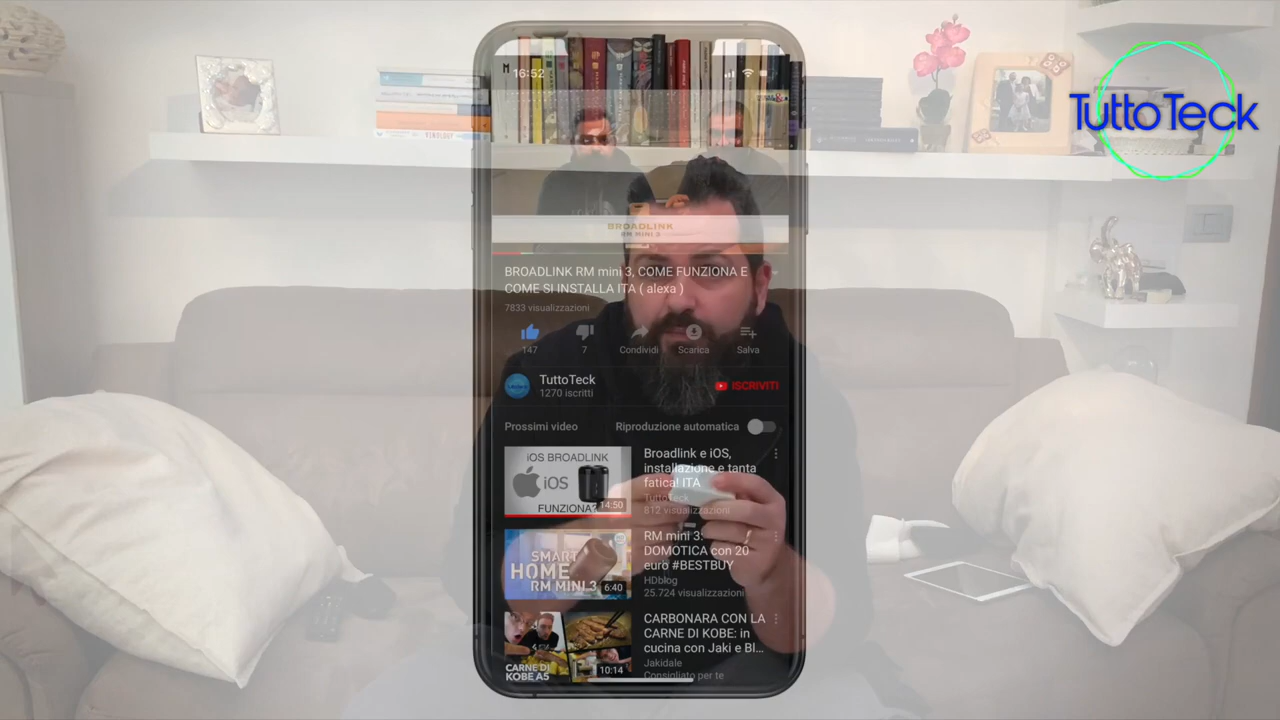 TuttoTeck
16:52
BROADLINK
RM MINI 3
BROADLINK RM mini 3, COME FUNZIONA E
COME SI INSTALLA ITA ( alexa )
7833 visualizzazioni
147
7
Condividi
Scarica
Salva
TuttoTeck
1270 iscritti
ISCRIVITI
Prossimi video
Riproduzione automatica
iOS BROADLINK
iOS
FUNZIONA?
14:50
Broadlink e iOS,
installazione e tanta
fatica! ITA
TuttoTeck
812 visualizzazioni
SMART
HOME
RM MINI 3
6:40
RM mini 3:
DOMOTICA con 20
euro #BESTBUY
HDblog
25.724 visualizzazioni
CARNE DI
KOBE A5
10:14
CARBONARA CON LA
CARNE DI KOBE: in
cucina con Jaki e Bl...
Jakidale
Consigliato per te